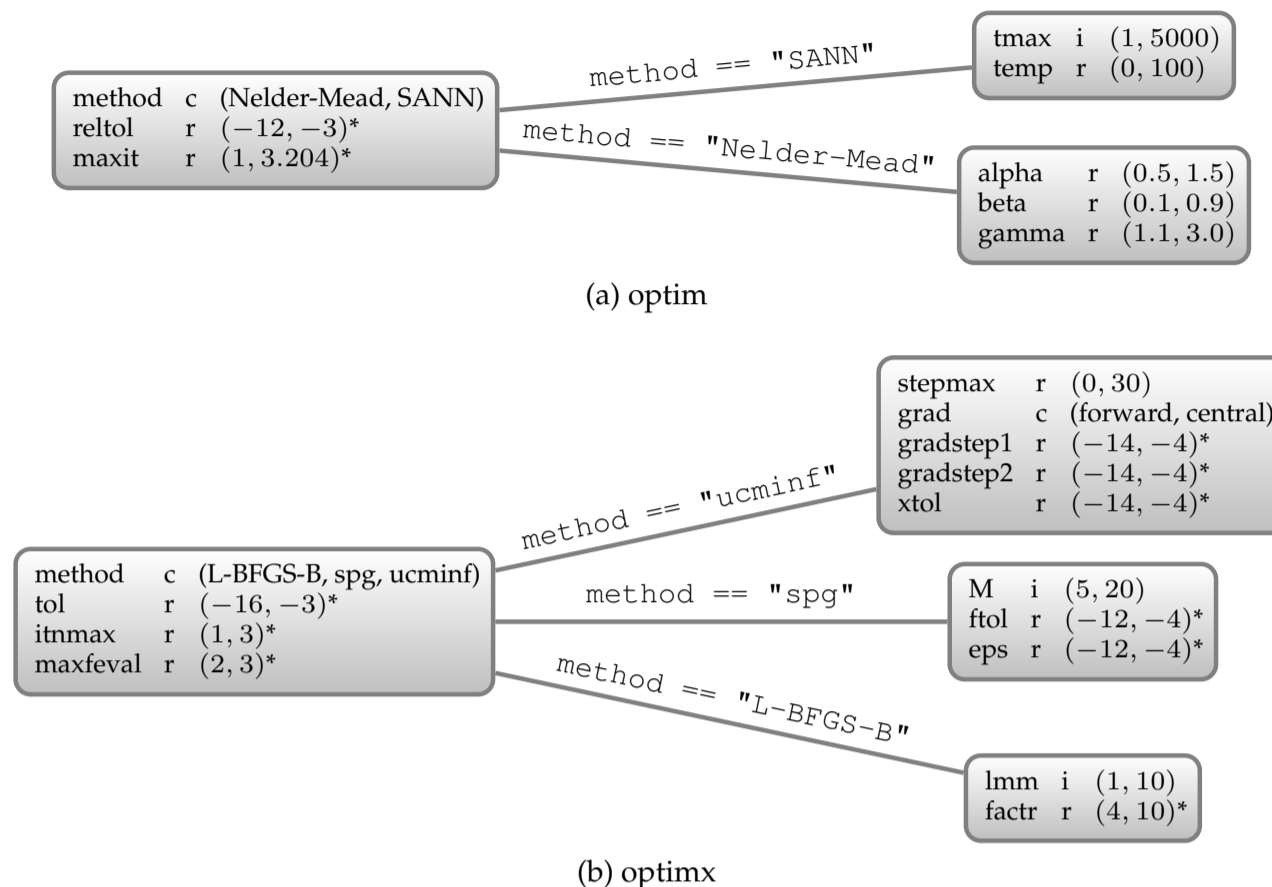 method c (Nelder-Mead, SANN)
reltol r (−12, −3)*
maxit r (1, 3.204)*
method == "SANN"
method == "Nelder-Mead"
tmax i (1, 5000)
temp r (0, 100)
alpha r (0.5, 1.5)
beta r (0.1, 0.9)
gamma r (1.1, 3.0)
(a) optim
method c (L-BFGS-B, spg, ucminf)
tol r (−16, −3)*
itnmax r (1, 3)*
maxfeval r (2, 3)*
method == "ucminf"
method == "spg"
method == "L-BFGS-B"
stepmax r (0, 30)
grad c (forward, central)
gradstep1 r (−14, −4)*
gradstep2 r (−14, −4)*
xtol r (−14, −4)*
M i (5, 20)
ftol r (−12, −4)*
eps r (−12, −4)*
lmm i (1, 10)
factr r (4, 10)*
(b) optimx